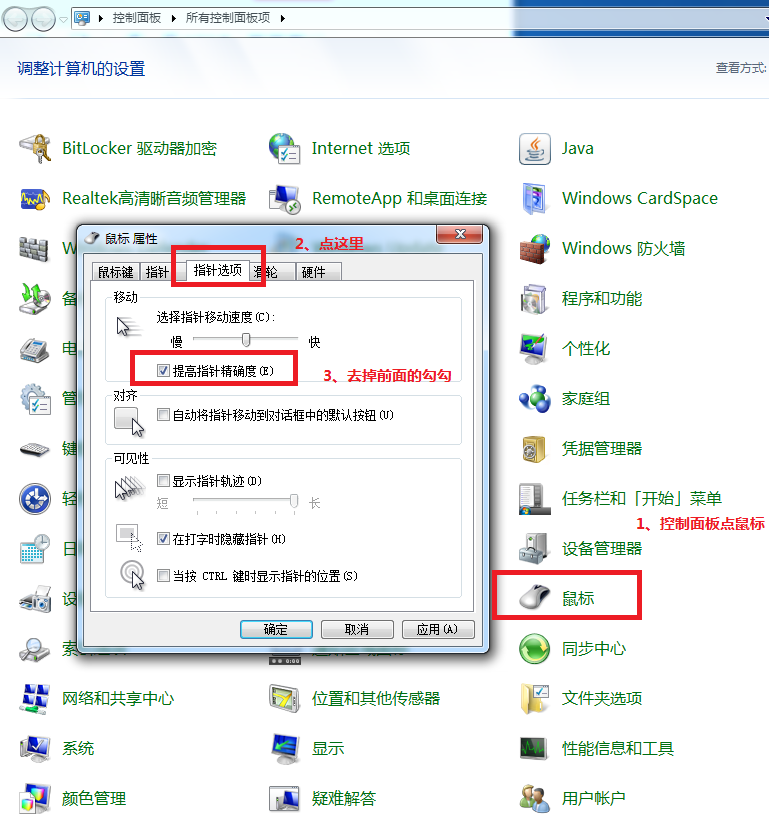 控制面板 ▸ 所有控制面板项 ▸
调整计算机的设置
查看方式:
BitLocker 驱动器加密
Internet 选项
Java
Realtek高清晰音频管理器
RemoteApp 和桌面连接
Windows CardSpace
鼠标 属性
2、点这里
Windows 防火墙
鼠标键
指针
指针选项
滑轮
硬件
移动
选择指针移动速度(C):
慢
快
提高指针精确度(E)
3、去掉前面的勾勾
对齐
自动将指针移动到对话框中的默认按钮(U)
可见性
显示指针轨迹(D)
短
长
在打字时隐藏指针(H)
当按 CTRL 键时显示指针的位置(S)
确定
取消
应用(A)
备
程序和功能
电
个性化
管
家庭组
键
凭据管理器
轻
任务栏和「开始」菜单
1、控制面板点鼠标
日
设备管理器
设
鼠标
同步中心
网络和共享中心
位置和其他传感器
文件夹选项
系统
显示
性能信息和工具
颜色管理
疑难解答
用户帐户